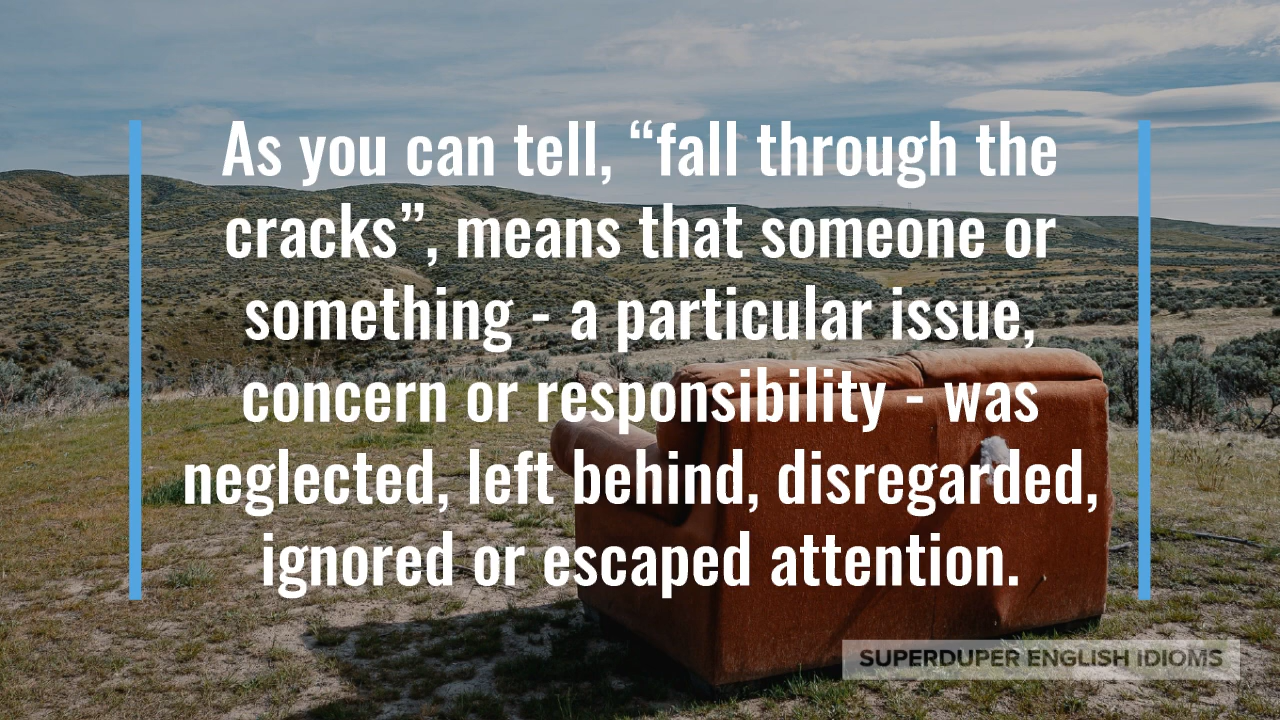 As you can tell, “fall through the
cracks”, means that someone or
something - a particular issue,
concern or responsibility - was
neglected, left behind, disregarded,
ignored or escaped attention.
SUPERDUPER ENGLISH IDIOMS